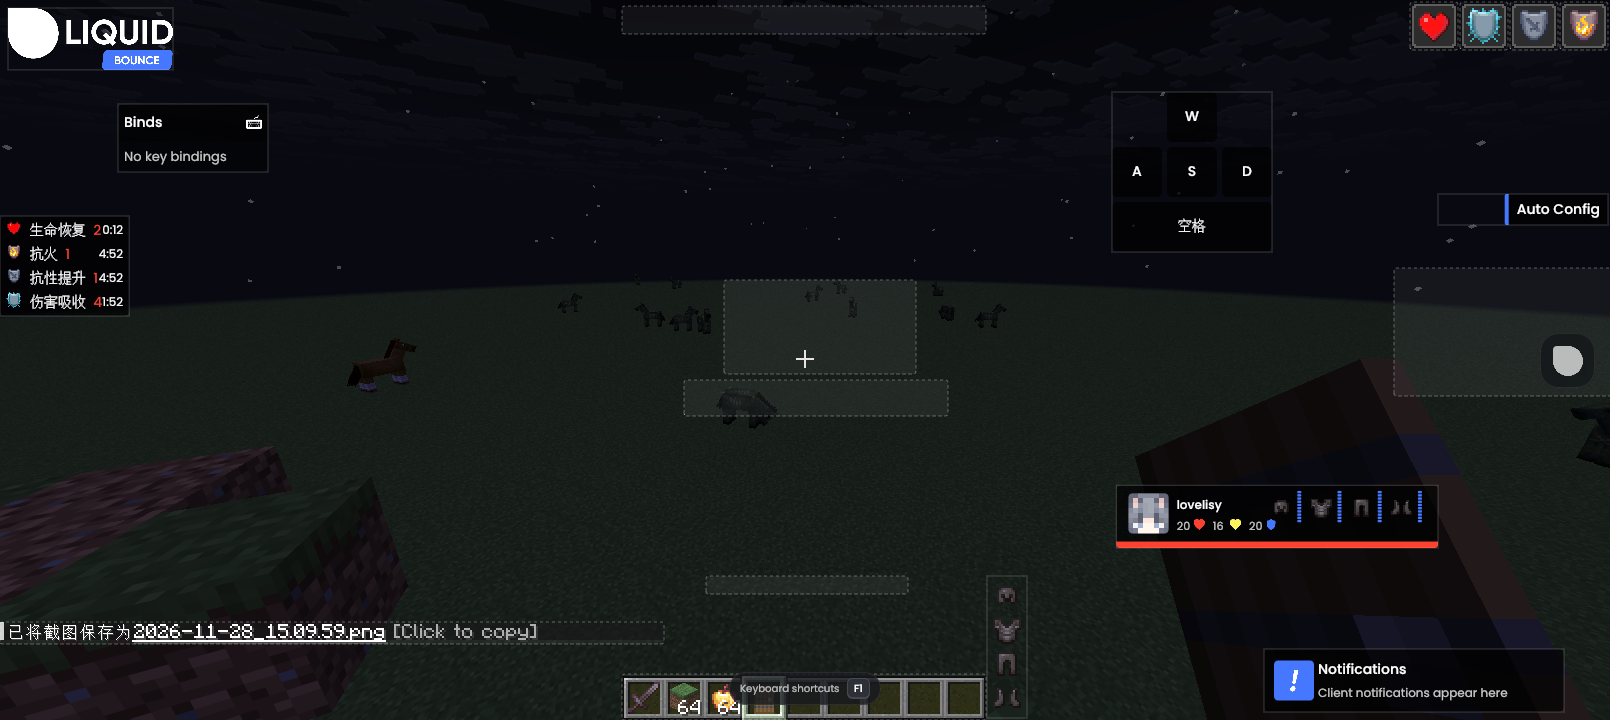 LIQUID
BOUNCE
Binds
No key bindings
W
A S D
空格
Auto Config
生命恢复 2 0:12
抗火 1 4:52
抗性提升 1 4:52
伤害吸收 4 1:52
lovelisy
20 16 20
已将截图保存为2026-11-28_15.09.59.png [Click to copy]
Notifications
Client notifications appear here
Keyboard shortcuts F1
64 64